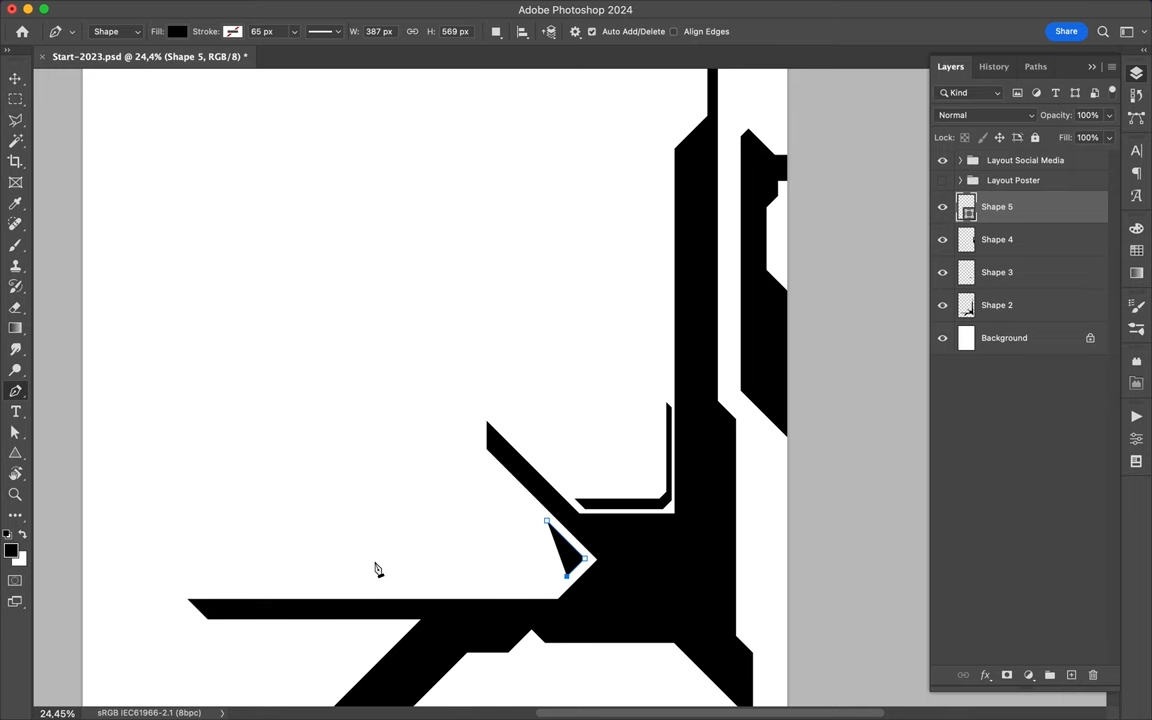 Adobe Photoshop 2024
Shape
Fill:
Stroke:
65 px
W: 387 px
H: 569 px
Auto Add/Delete
Align Edges
Share
Start-2023.psd @ 24,4% (Shape 5, RGB/8) *
Layers
History
Paths
Kind
Normal
Opacity: 100%
Lock:
Fill: 100%
Layout Social Media
Layout Poster
Shape 5
Shape 4
Shape 3
Shape 2
Background
24,45%
sRGB IEC61966-2.1 (8bpc)